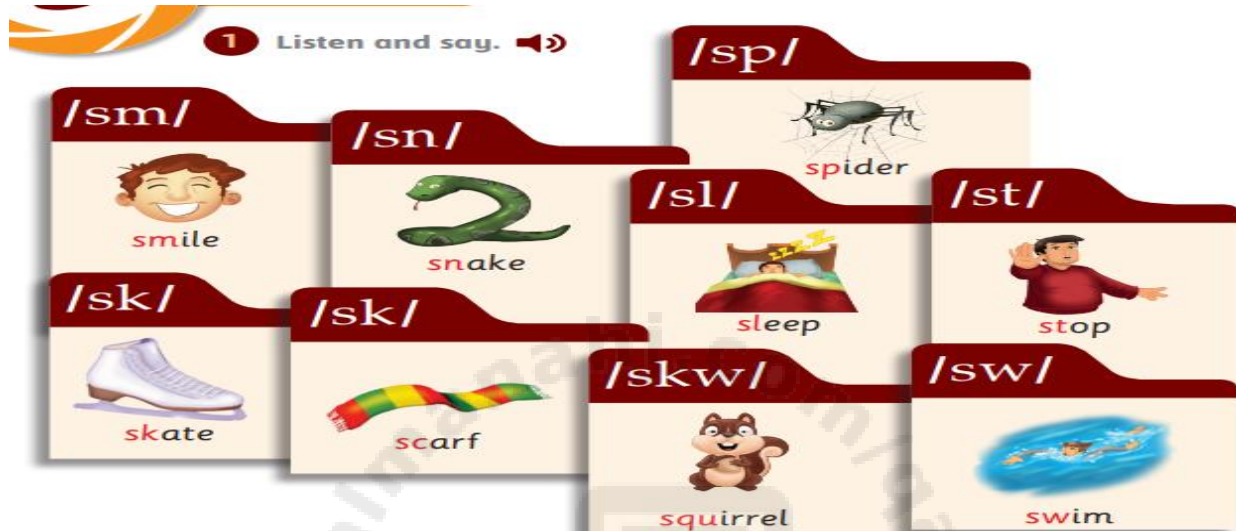 1 Listen and say.
/sp/
spider
/sm/
smile
/sn/
snake
/sl/
sleep
/st/
stop
/sk/
skate
/sk/
scarf
/skw/
squirrel
/sw/
swim
zzzz